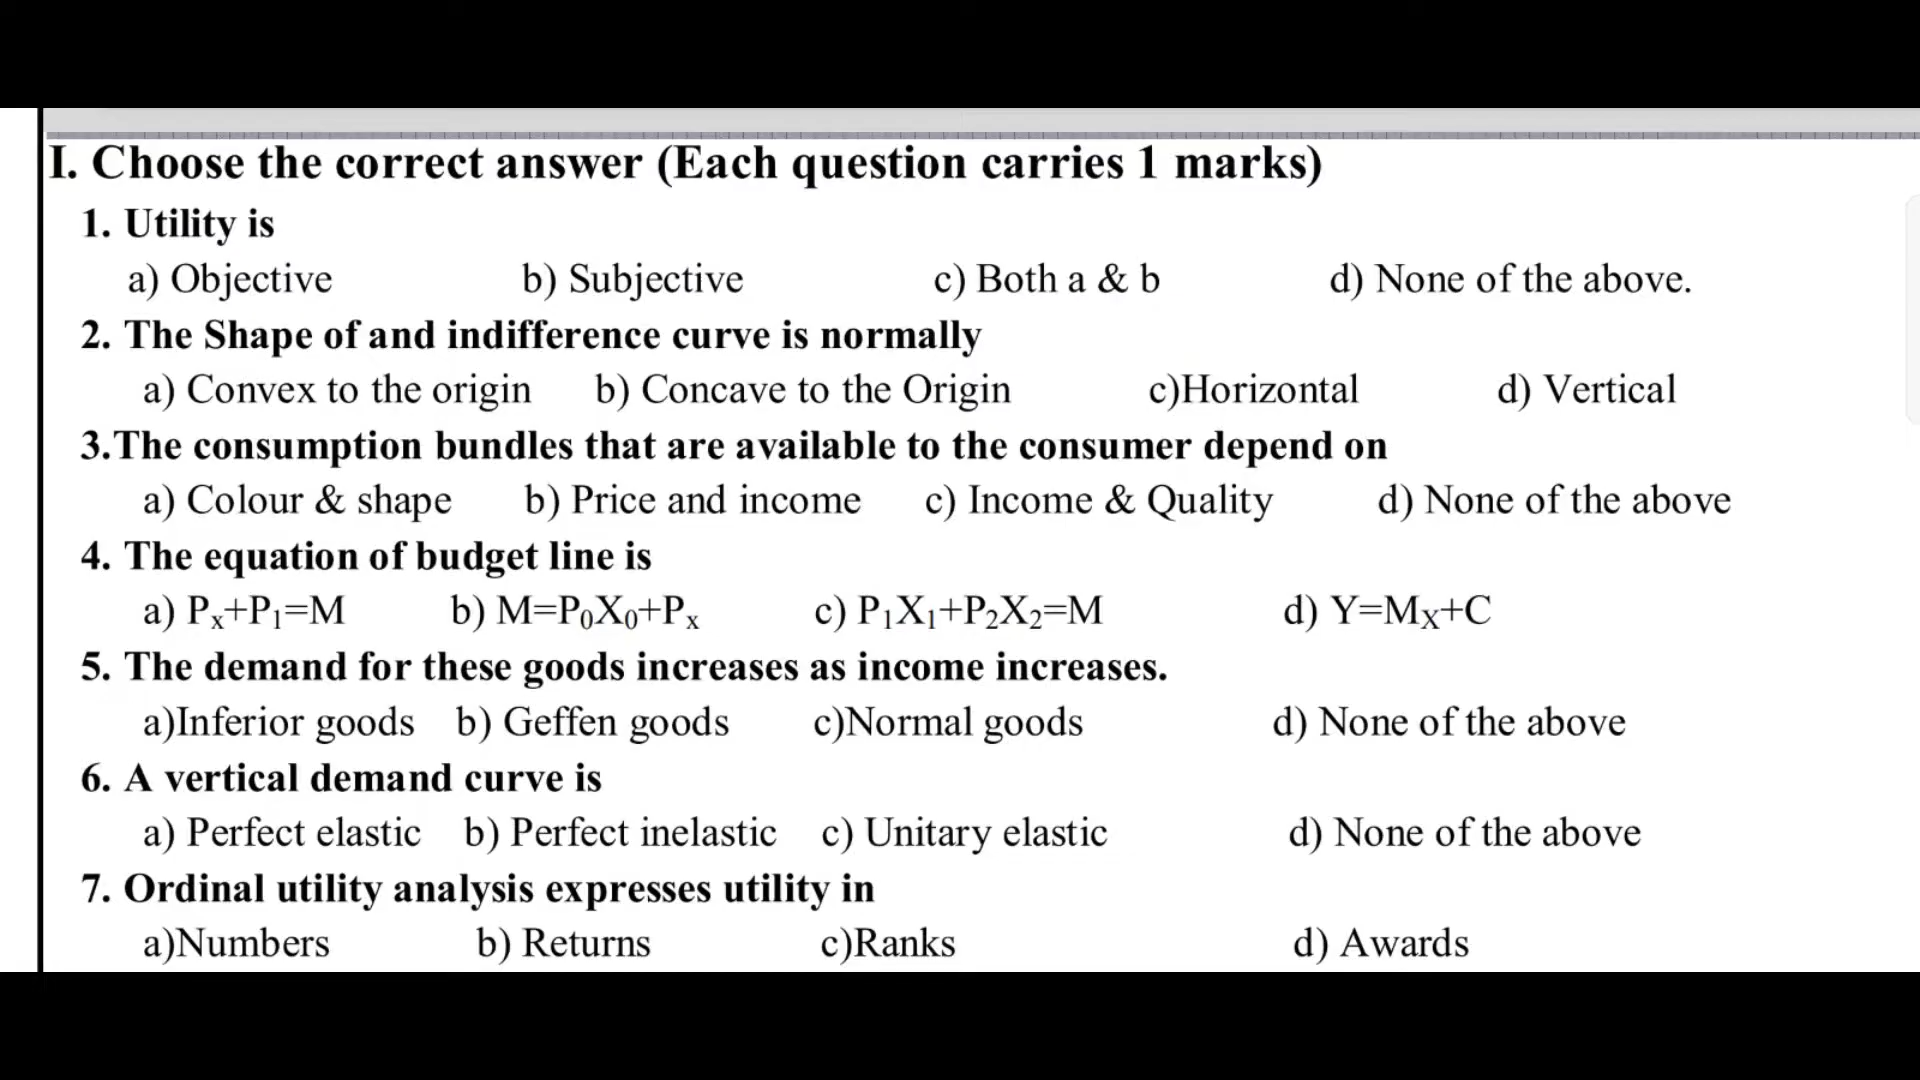 I. Choose the correct answer (Each question carries 1 marks)
1. Utility is
a) Objective b) Subjective c) Both a & b d) None of the above.
2. The Shape of and indifference curve is normally
a) Convex to the origin b) Concave to the Origin c)Horizontal d) Vertical
3.The consumption bundles that are available to the consumer depend on
a) Colour & shape b) Price and income c) Income & Quality d) None of the above
4. The equation of budget line is
a) Pₓ+P₁=M b) M=P₀X₀+Pₓ c) P₁X₁+P₂X₂=M d) Y=Mₓ+C
5. The demand for these goods increases as income increases.
a)Inferior goods b) Geffen goods c)Normal goods d) None of the above
6. A vertical demand curve is
a) Perfect elastic b) Perfect inelastic c) Unitary elastic d) None of the above
7. Ordinal utility analysis expresses utility in
a)Numbers b) Returns c)Ranks d) Awards